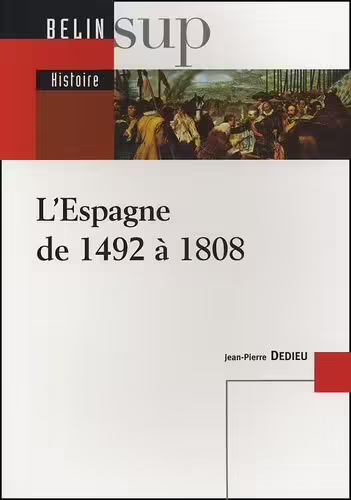 BELIN sup
Histoire
L'Espagne
de 1492 à 1808
Jean-Pierre DEDIEU